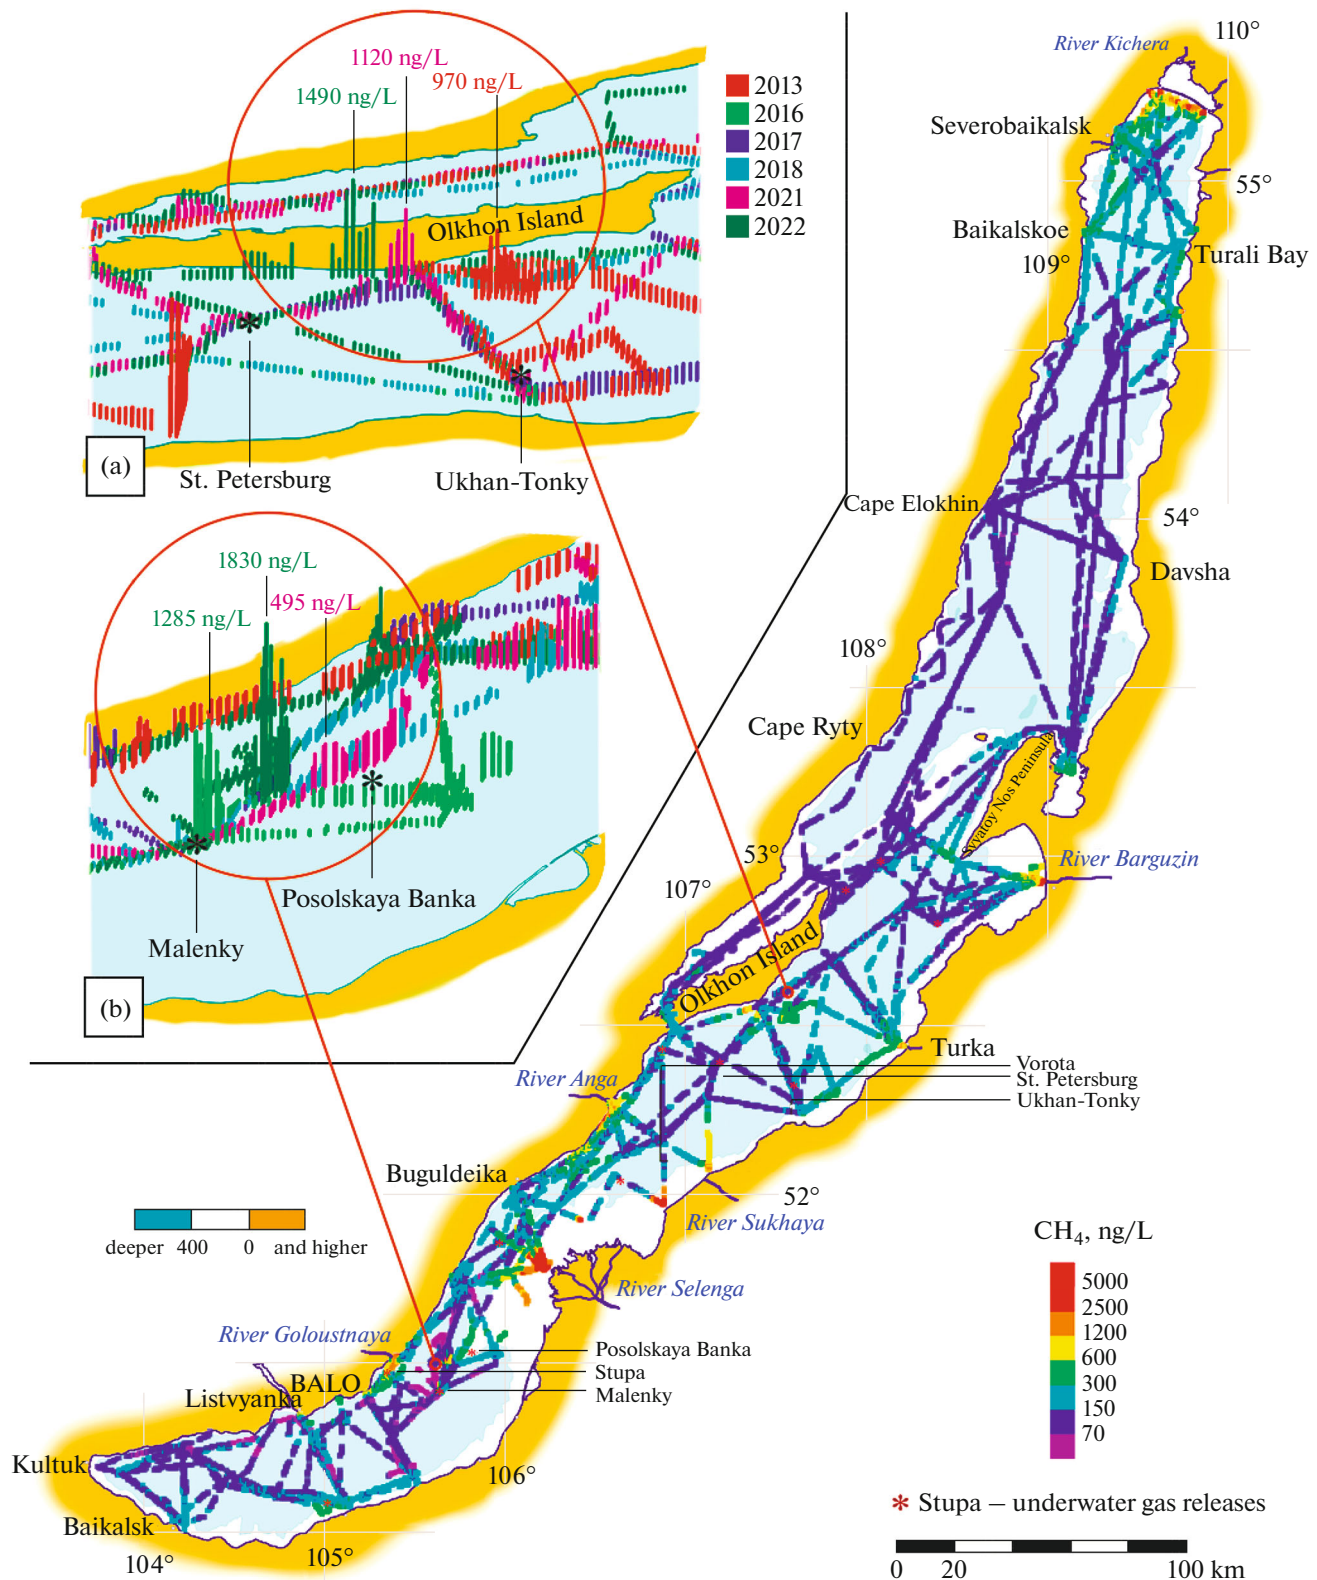 1120 ng/L
970 ng/L
1490 ng/L
2013
2016
2017
2018
2021
2022
Olkhon Island
(a)
St. Petersburg
Ukhan-Tonky
1830 ng/L
495 ng/L
1285 ng/L
Posolskaya Banka
Malenky
(b)
River Kichera
110°
Severobaikalsk
55°
Baikalskoe
109°
Turali Bay
Cape Elokhin
54°
Davsha
108°
Cape Ryty
Svyatoy Nos Peninsula
53°
River Barguzin
107°
Olkhon Island
Turka
Vorota
St. Petersburg
Ukhan-Tonky
River Anga
Buguldeika
52°
River Sukhaya
deeper 400 0 and higher
River Selenga
River Goloustnaya
Posolskaya Banka
Stupa
Malenky
BALO
Listvyanka
Kultuk
106°
Baikalsk
105°
104°
CH₄, ng/L
5000
2500
1200
600
300
150
70
* Stupa – underwater gas releases
0 20 100 km